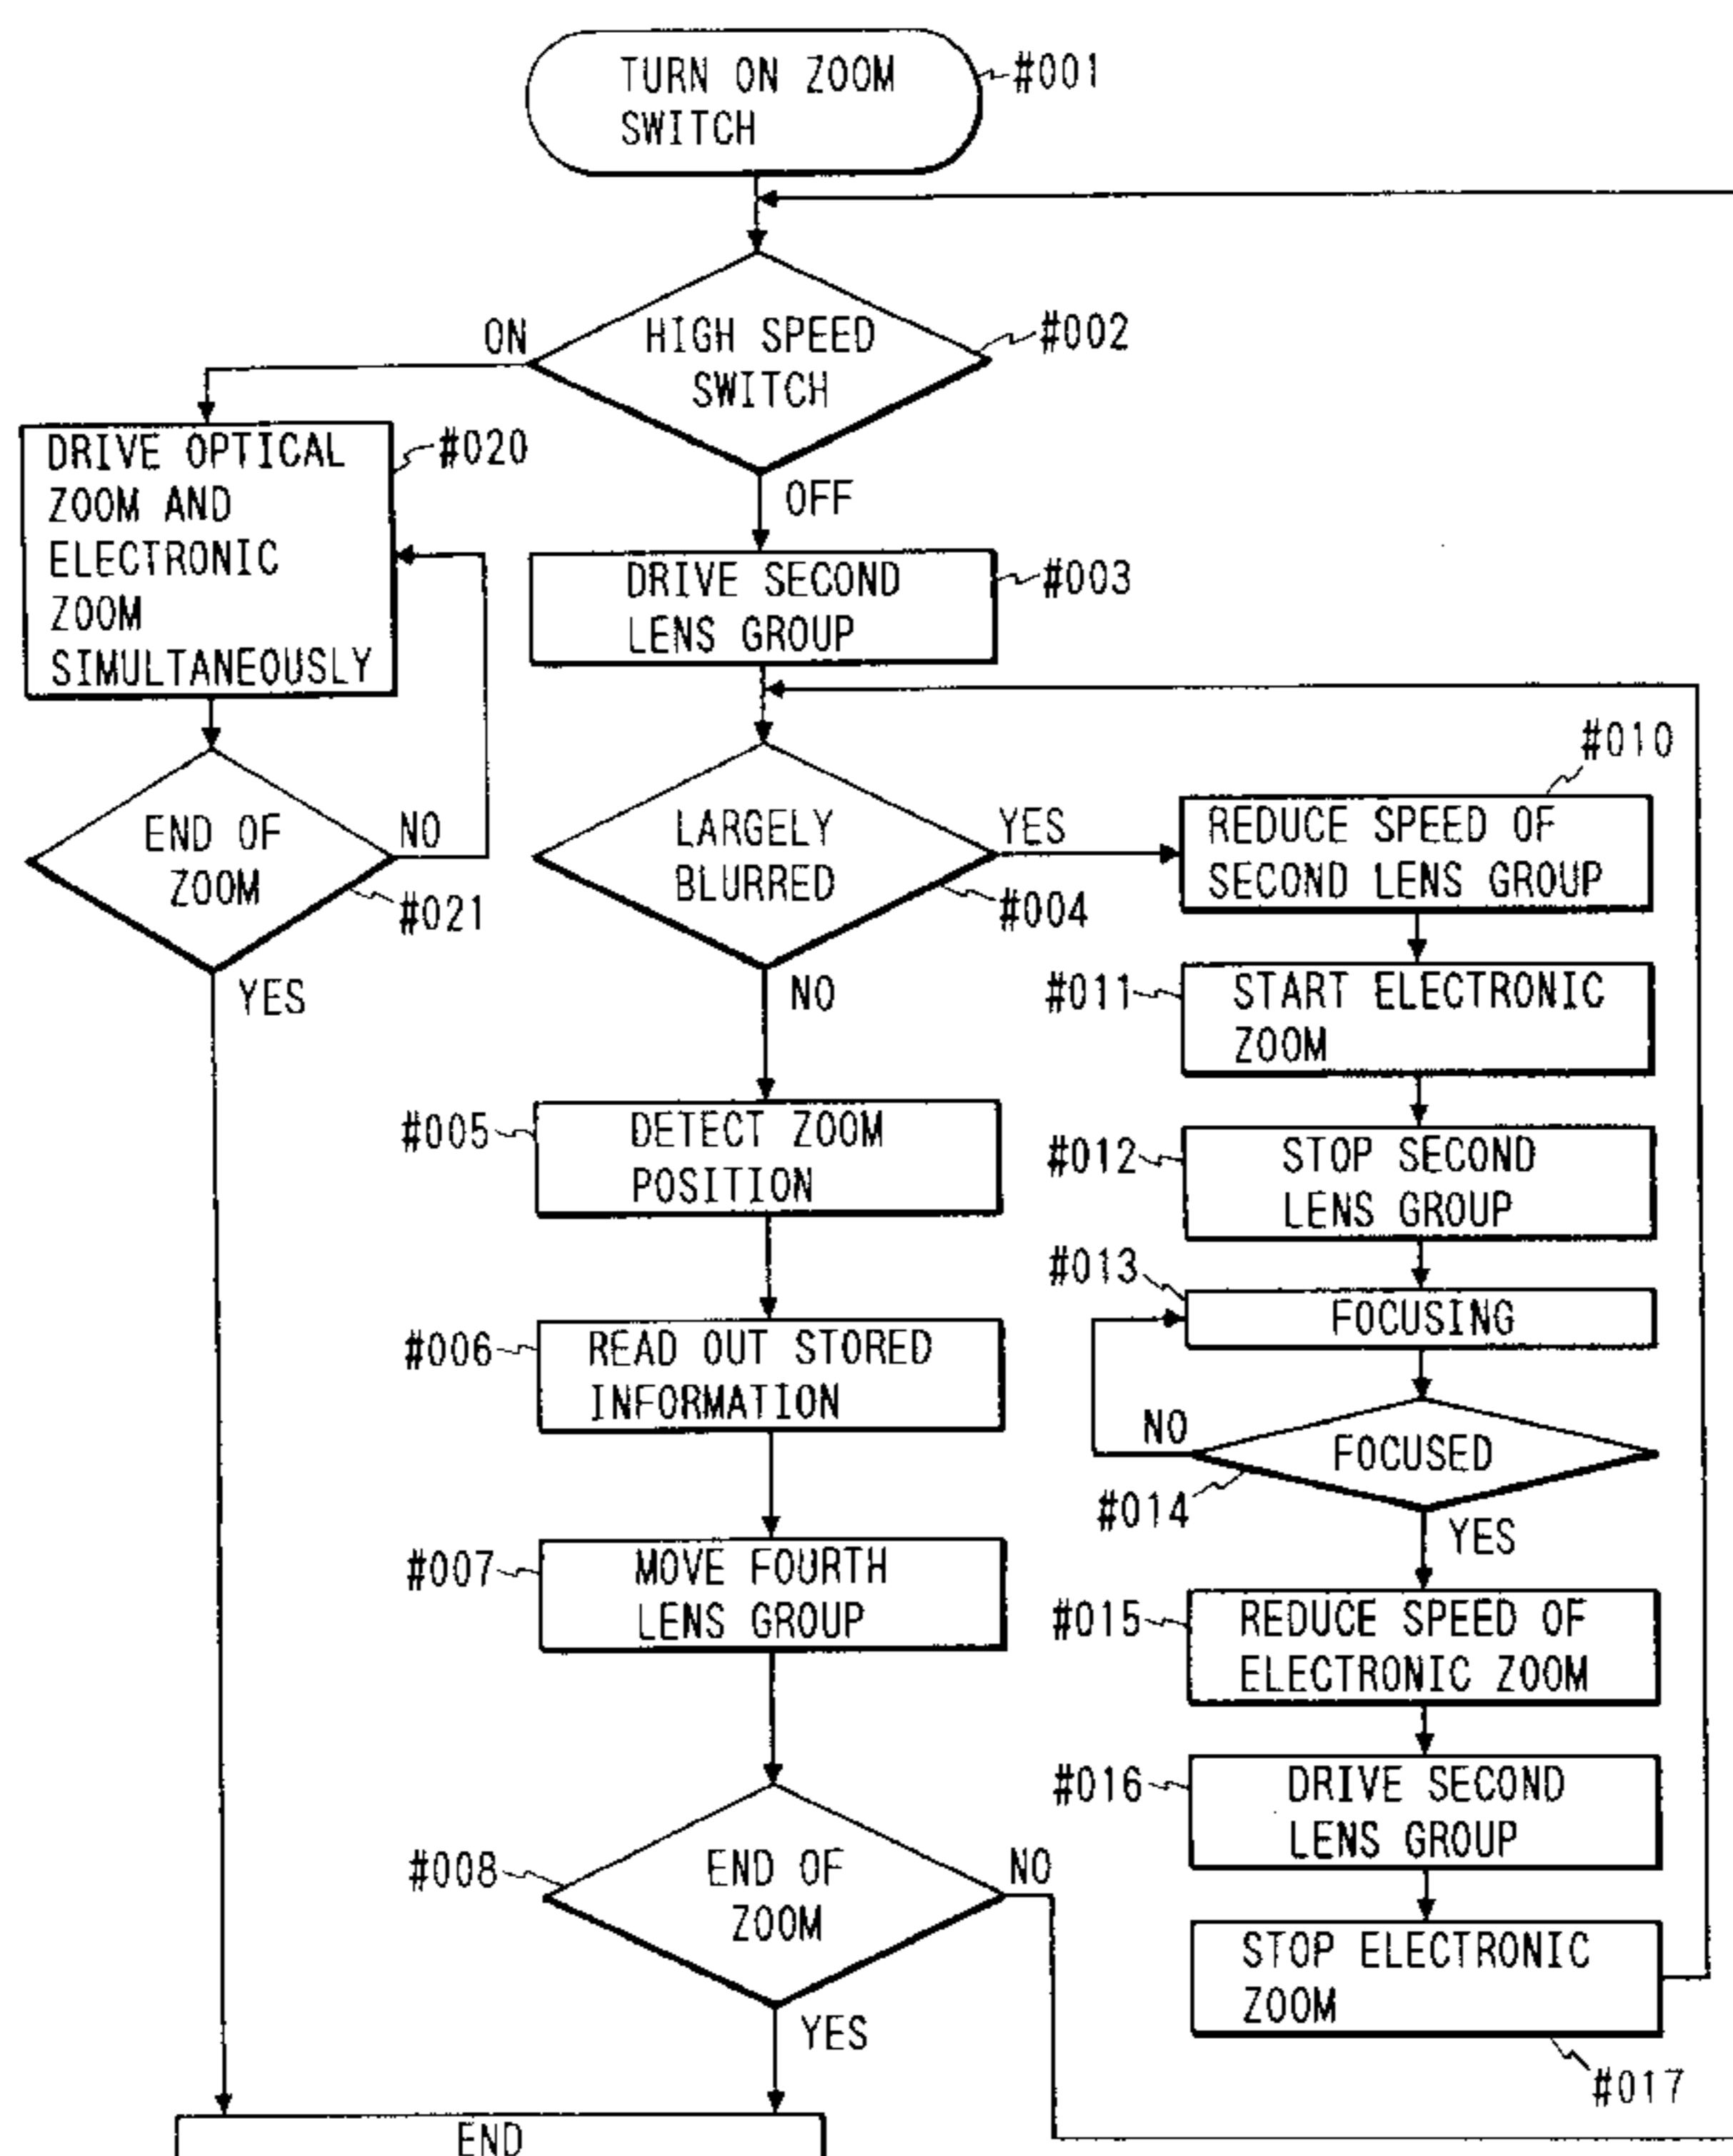 TURN ON ZOOM
SWITCH
#001
HIGH SPEED
SWITCH
#002
ON
OFF
DRIVE OPTICAL
ZOOM AND
ELECTRONIC
ZOOM
SIMULTANEOUSLY
#020
END OF
ZOOM
#021
NO
YES
DRIVE SECOND
LENS GROUP
#003
LARGELY
BLURRED
#004
YES
NO
DETECT ZOOM
POSITION
#005
READ OUT STORED
INFORMATION
#006
MOVE FOURTH
LENS GROUP
#007
END OF
ZOOM
#008
NO
YES
#010
REDUCE SPEED OF
SECOND LENS GROUP
#011
START ELECTRONIC
ZOOM
#012
STOP SECOND
LENS GROUP
#013
FOCUSING
FOCUSED
#014
NO
YES
#015
REDUCE SPEED OF
ELECTRONIC ZOOM
#016
DRIVE SECOND
LENS GROUP
STOP ELECTRONIC
ZOOM
#017
END